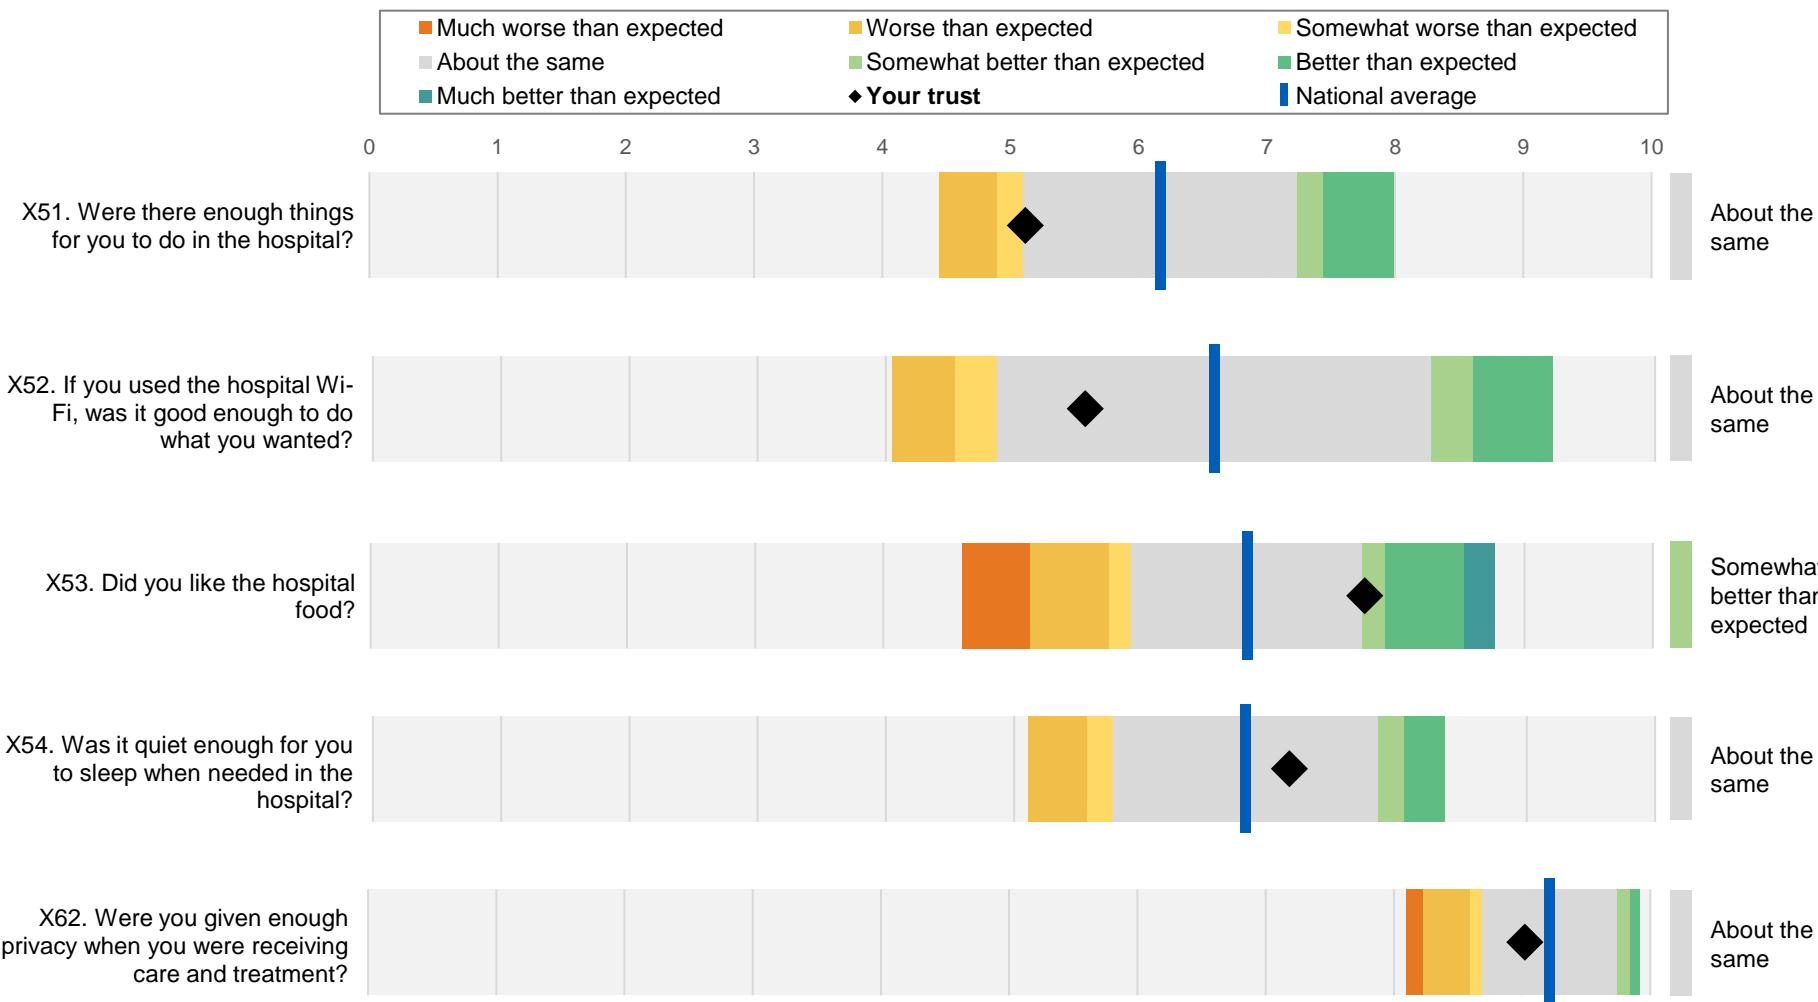 Much worse than expected
Worse than expected
Somewhat worse than expected
About the same
Somewhat better than expected
Better than expected
Much better than expected
Your trust
National average
0 1 2 3 4 5 6 7 8 9 10
X51. Were there enough things
for you to do in the hospital?
About the
same
X52. If you used the hospital Wi-
Fi, was it good enough to do
what you wanted?
About the
same
X53. Did you like the hospital
food?
Somewhat
better than
expected
X54. Was it quiet enough for you
to sleep when needed in the
hospital?
About the
same
X62. Were you given enough
privacy when you were receiving
care and treatment?
About the
same